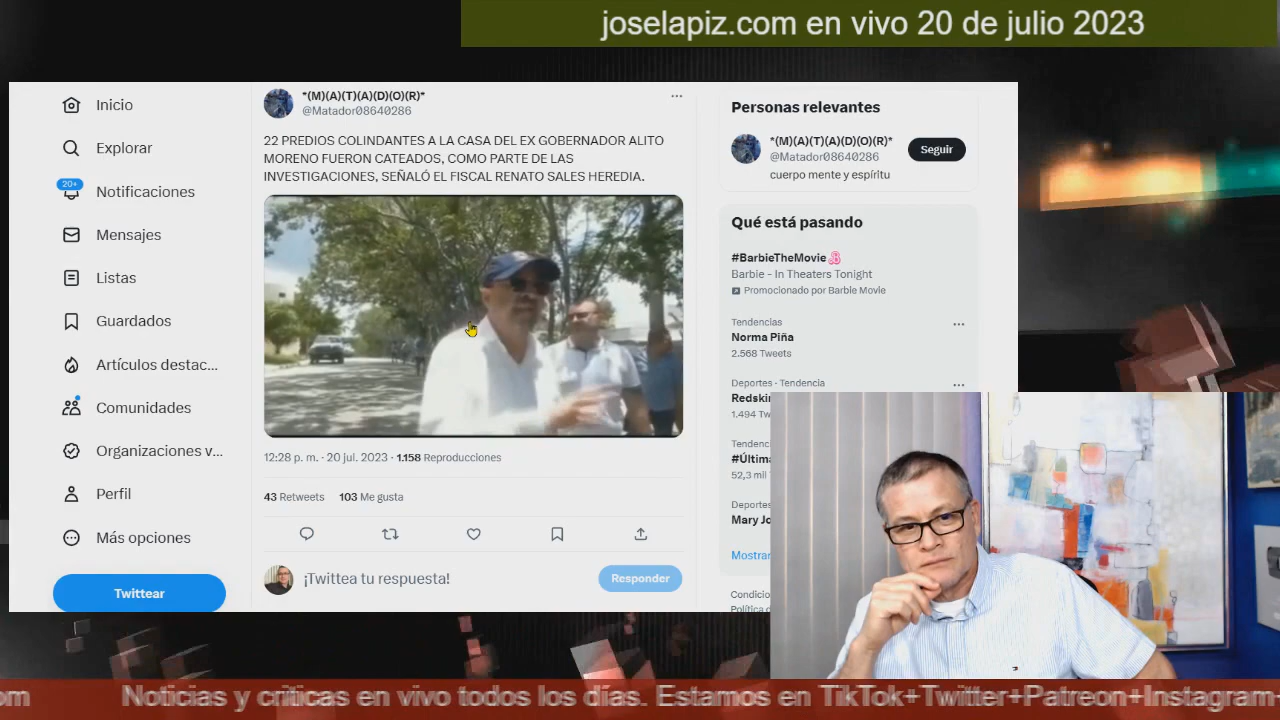 joselapiz.com en vivo 20 de julio 2023
Inicio
Explorar
20+
Notificaciones
Mensajes
Listas
Guardados
Artículos destac...
Comunidades
Organizaciones v...
Perfil
Más opciones
Twittear
*(M)(A)(T)(A)(D)(O)(R)*
@Matador08640286
22 PREDIOS COLINDANTES A LA CASA DEL EX GOBERNADOR ALITO
MORENO FUERON CATEADOS, COMO PARTE DE LAS
INVESTIGACIONES, SEÑALÓ EL FISCAL RENATO SALES HEREDIA.
12:28 p. m. · 20 jul. 2023 · 1.158 Reproducciones
43 Retweets 103 Me gusta
¡Twittea tu respuesta!
Responder
Personas relevantes
*(M)(A)(T)(A)(D)(O)(R)*
@Matador08640286
Seguir
cuerpo mente y espíritu
Qué está pasando
#BarbieTheMovie
Barbie – In Theaters Tonight
Promocionado por Barbie Movie
Tendencias
Norma Piña
2.568 Tweets
Deportes · Tendencia
Redskin
1.494 Tw
Tendenc
#Última
52,3 mil
Deportes
Mary Jo
Mostrar
Condicio
Política d
om Noticias y criticas en vivo todos los días. Estamos en TikTok+Twitter+Patreon+Instagram+